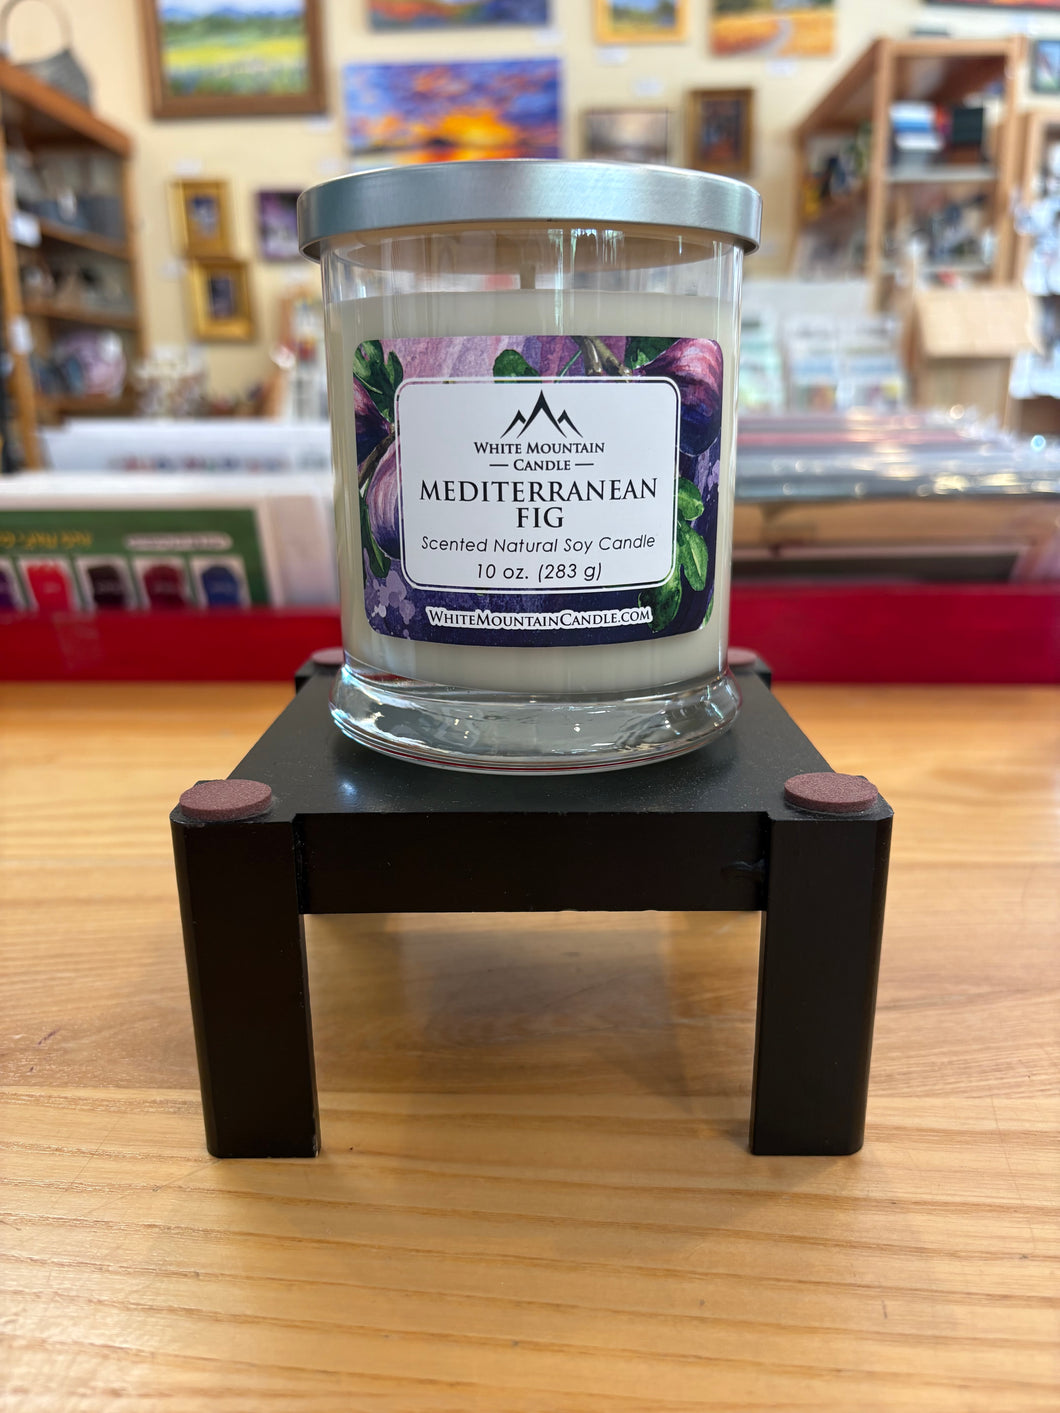 White Mountain
Candle
MEDITERRANEAN
FIG
Scented Natural Soy Candle
10 oz. (283 g)
WhiteMountainCandle.com